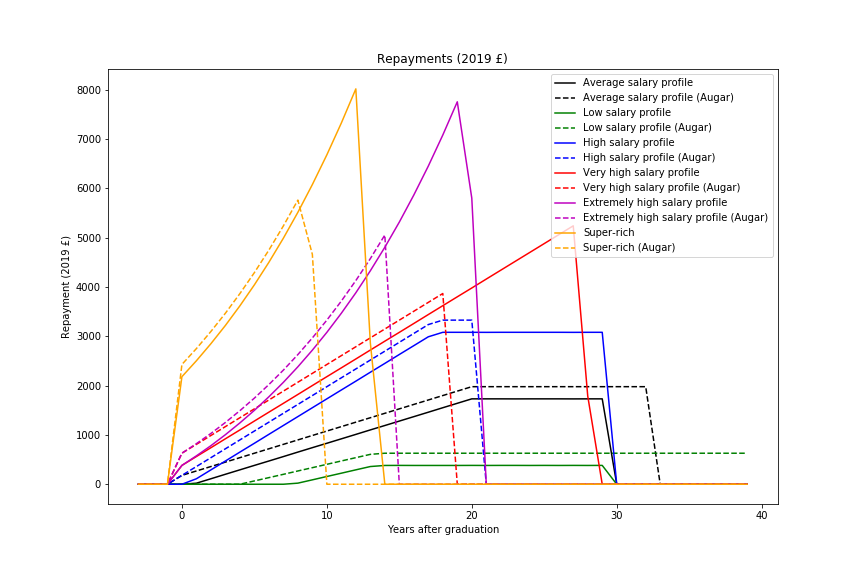 Repayments (2019 £)
8000
7000
6000
5000
4000
3000
2000
1000
0
Repayment (2019 £)
Average salary profile
Average salary profile (Augar)
Low salary profile
Low salary profile (Augar)
High salary profile
High salary profile (Augar)
Very high salary profile
Very high salary profile (Augar)
Extremely high salary profile
Extremely high salary profile (Augar)
Super-rich
Super-rich (Augar)
0 10 20 30 40
Years after graduation